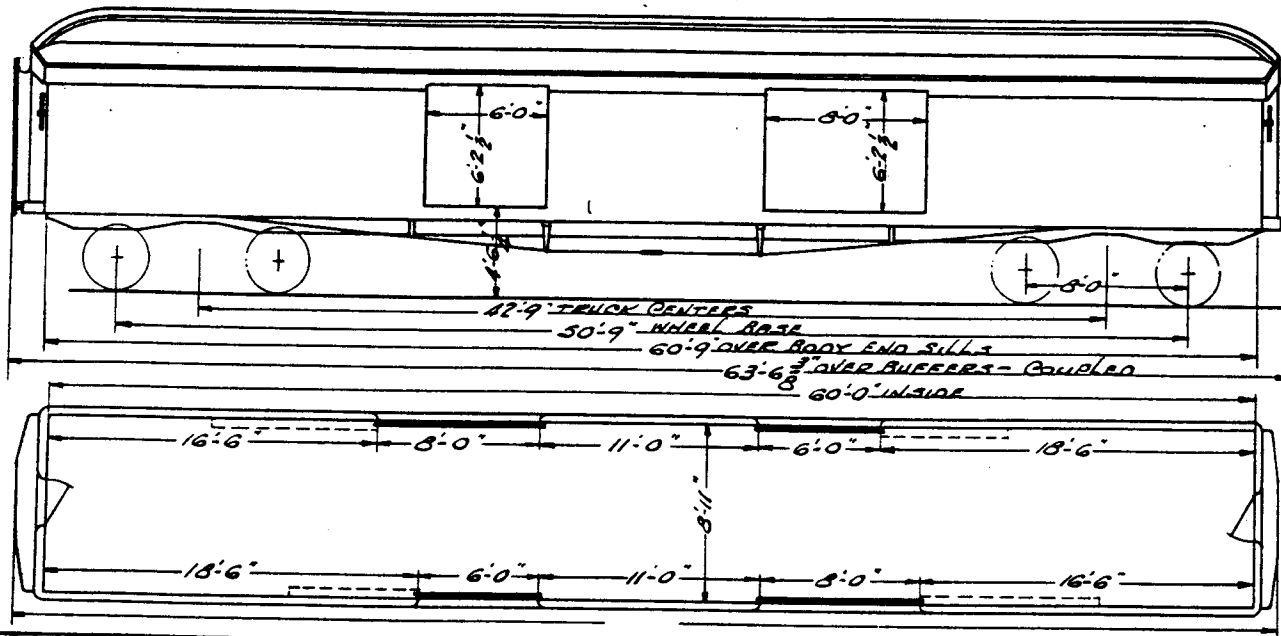 6'-0"
8'-0"
6'-2½"
6'-2½"
4'-6½"
8'-0"
42'-9" TRUCK CENTERS
50'-9" WHEEL BASE
60'-9" OVER BODY END SILLS
63'-6⅜" OVER BUFFERS - COUPLED
60'-0" INSIDE
16'-6" 8'-0" 11'-0" 6'-0" 18'-6"
8'-11"
18'-6" 6'-0" 11'-0" 8'-0" 16'-6"